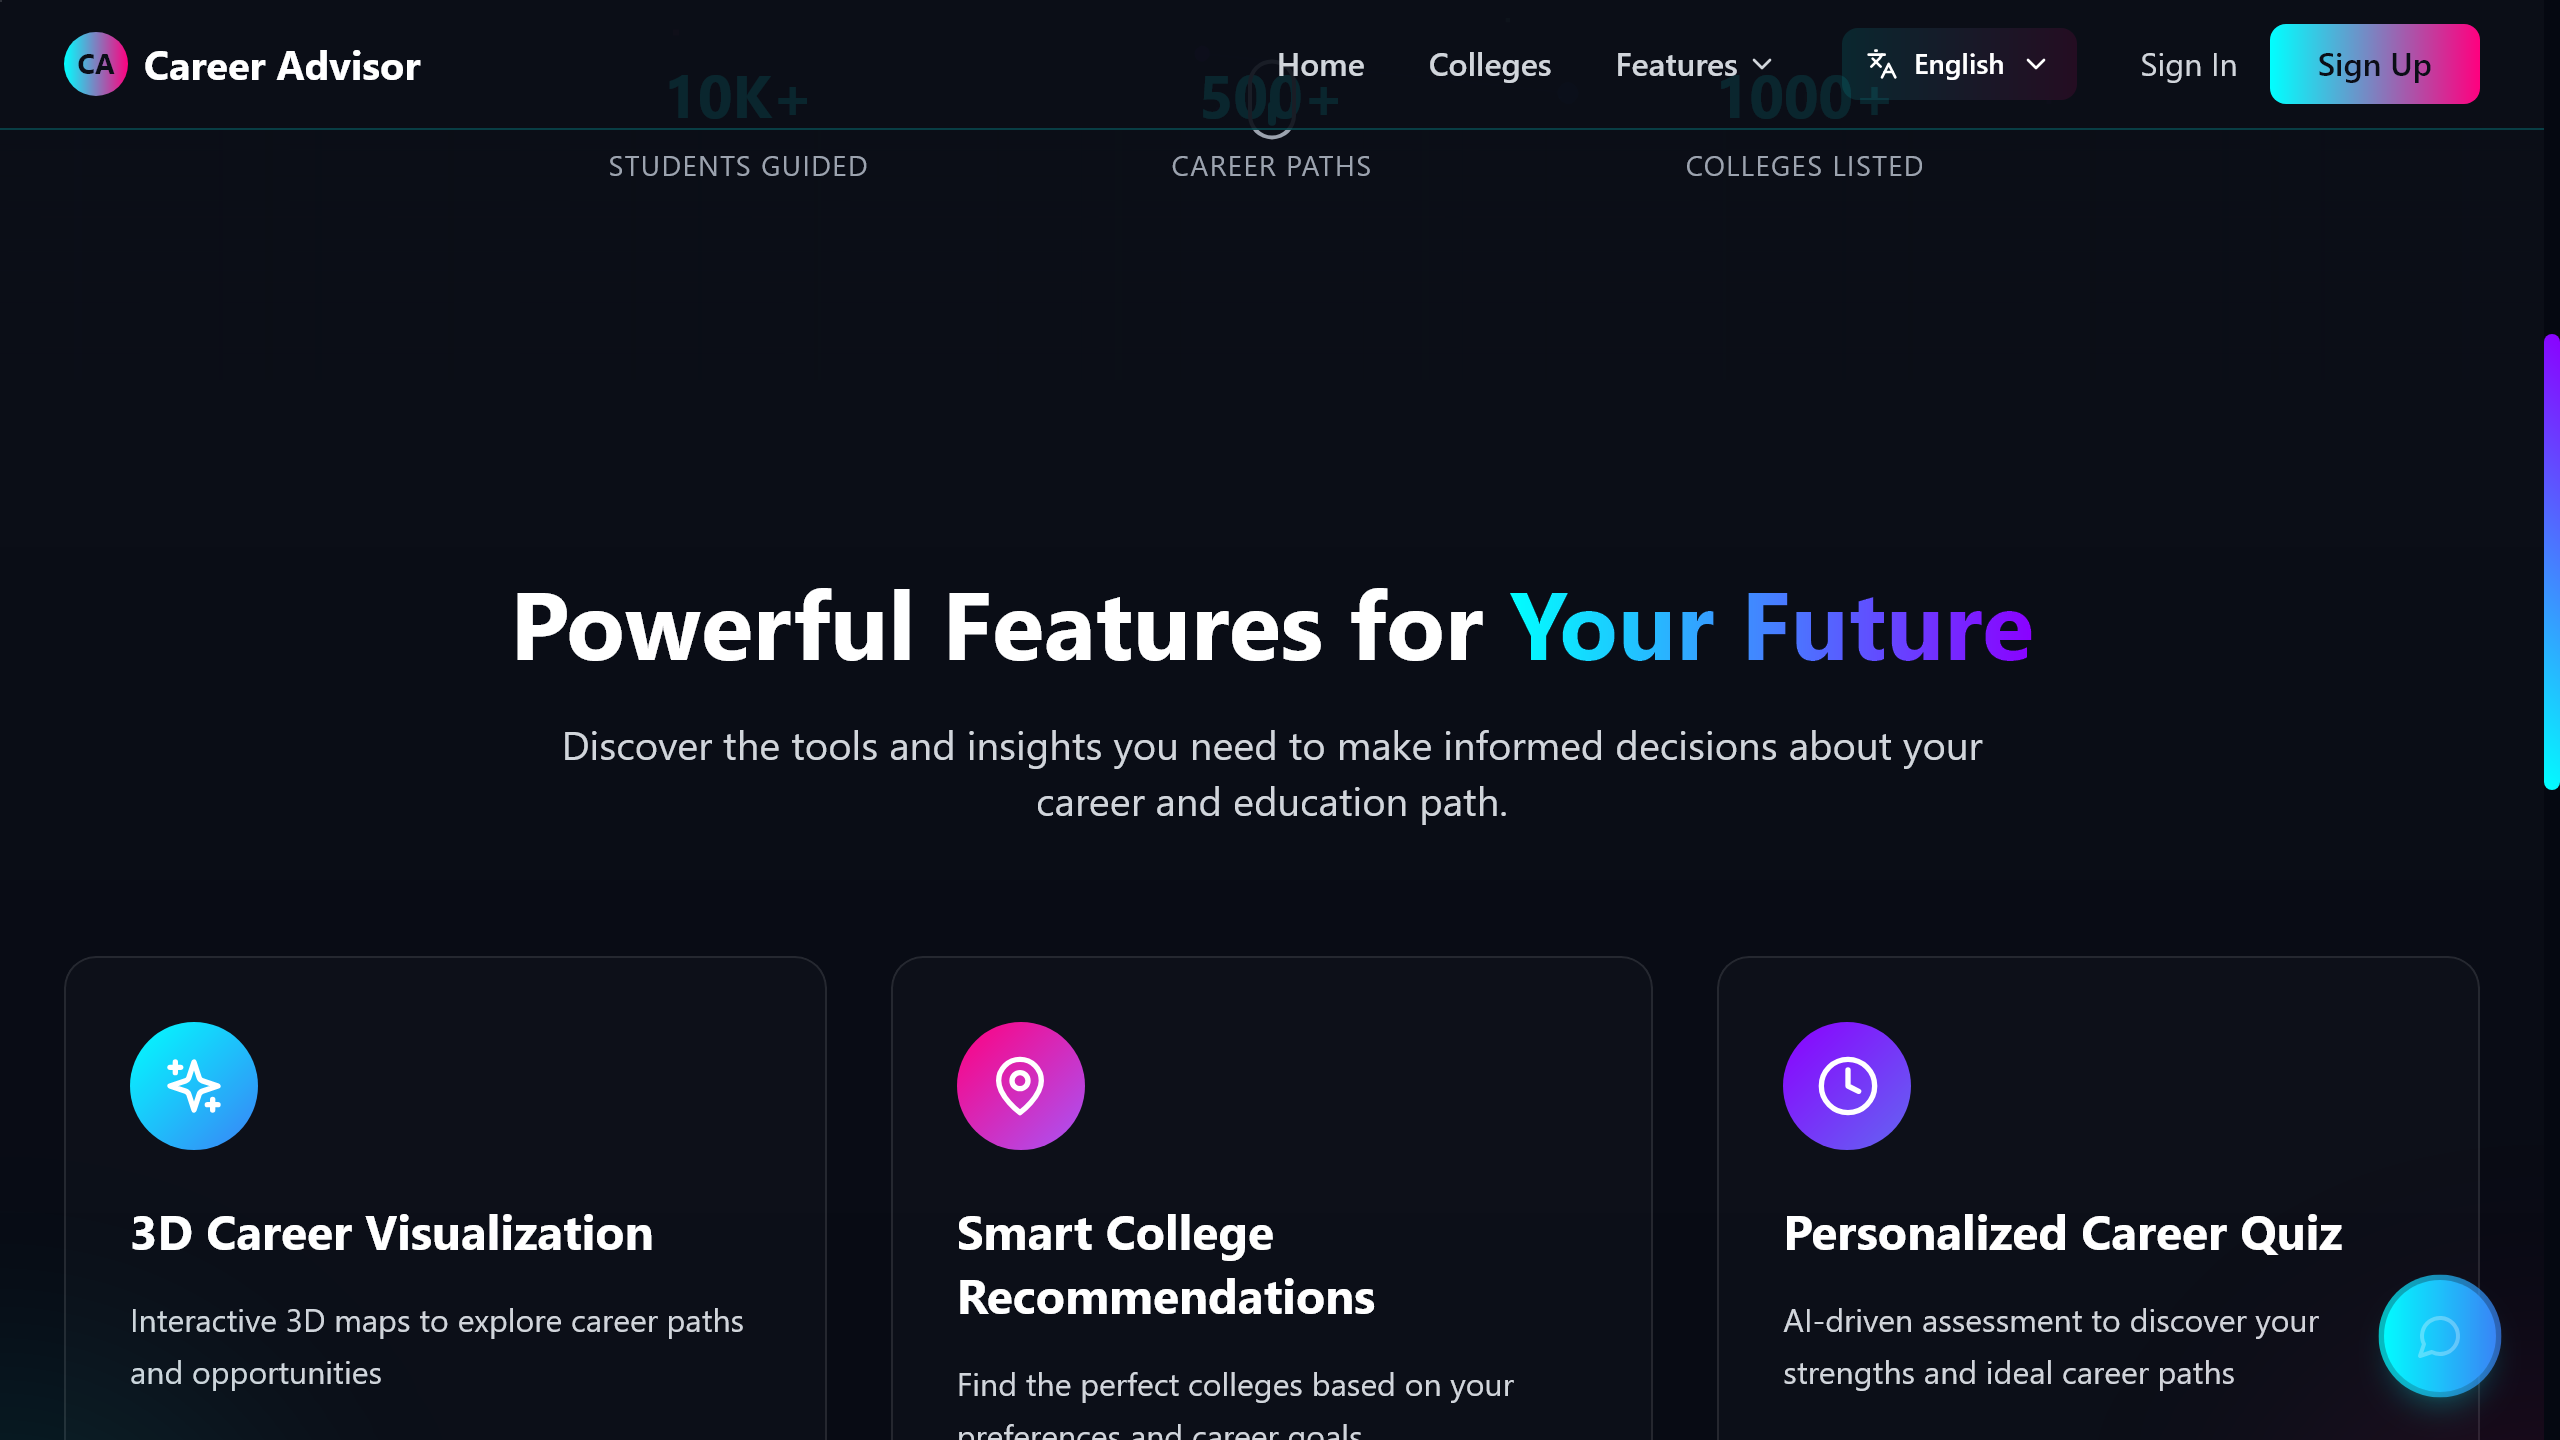 CA Career Advisor Home Colleges Features English Sign In Sign Up
10K+ 500+ 1000+
STUDENTS GUIDED CAREER PATHS COLLEGES LISTED
Powerful Features for Your Future
Discover the tools and insights you need to make informed decisions about your
career and education path.
3D Career Visualization
Interactive 3D maps to explore career paths
and opportunities
Smart College
Recommendations
Find the perfect colleges based on your
preferences and career goals
Personalized Career Quiz
AI-driven assessment to discover your
strengths and ideal career paths